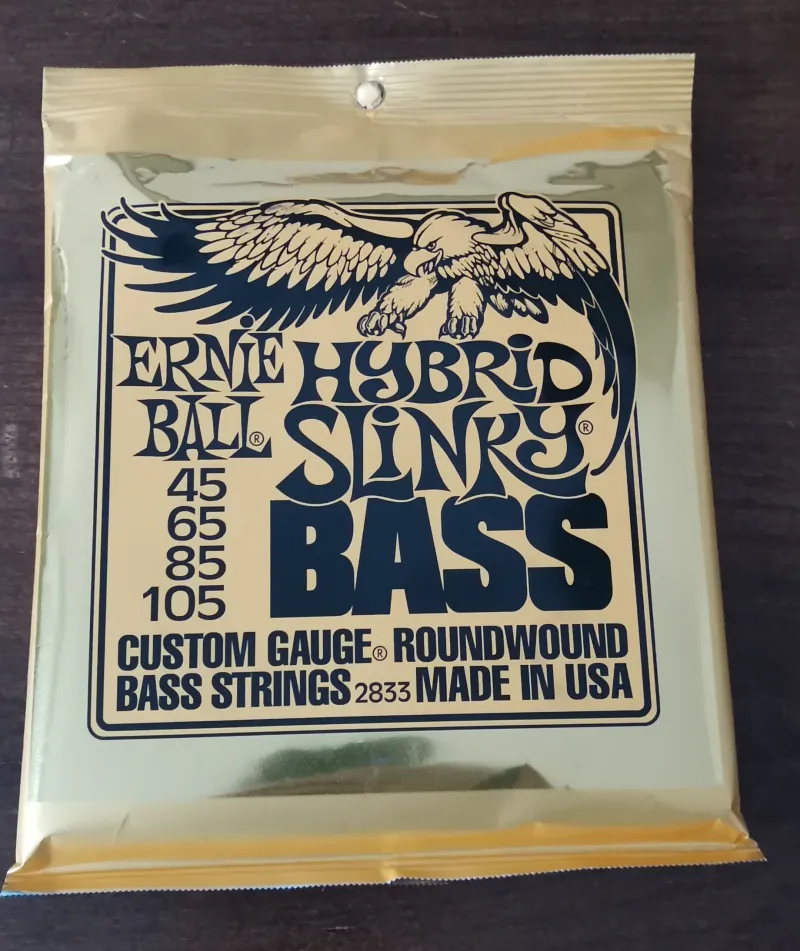 ERNiE BALL®
HYBRiD SLiNKY®
BASS
45
65
85
105
CUSTOM GAUGE® ROUNDWOUND
BASS STRINGS 2833 MADE IN USA